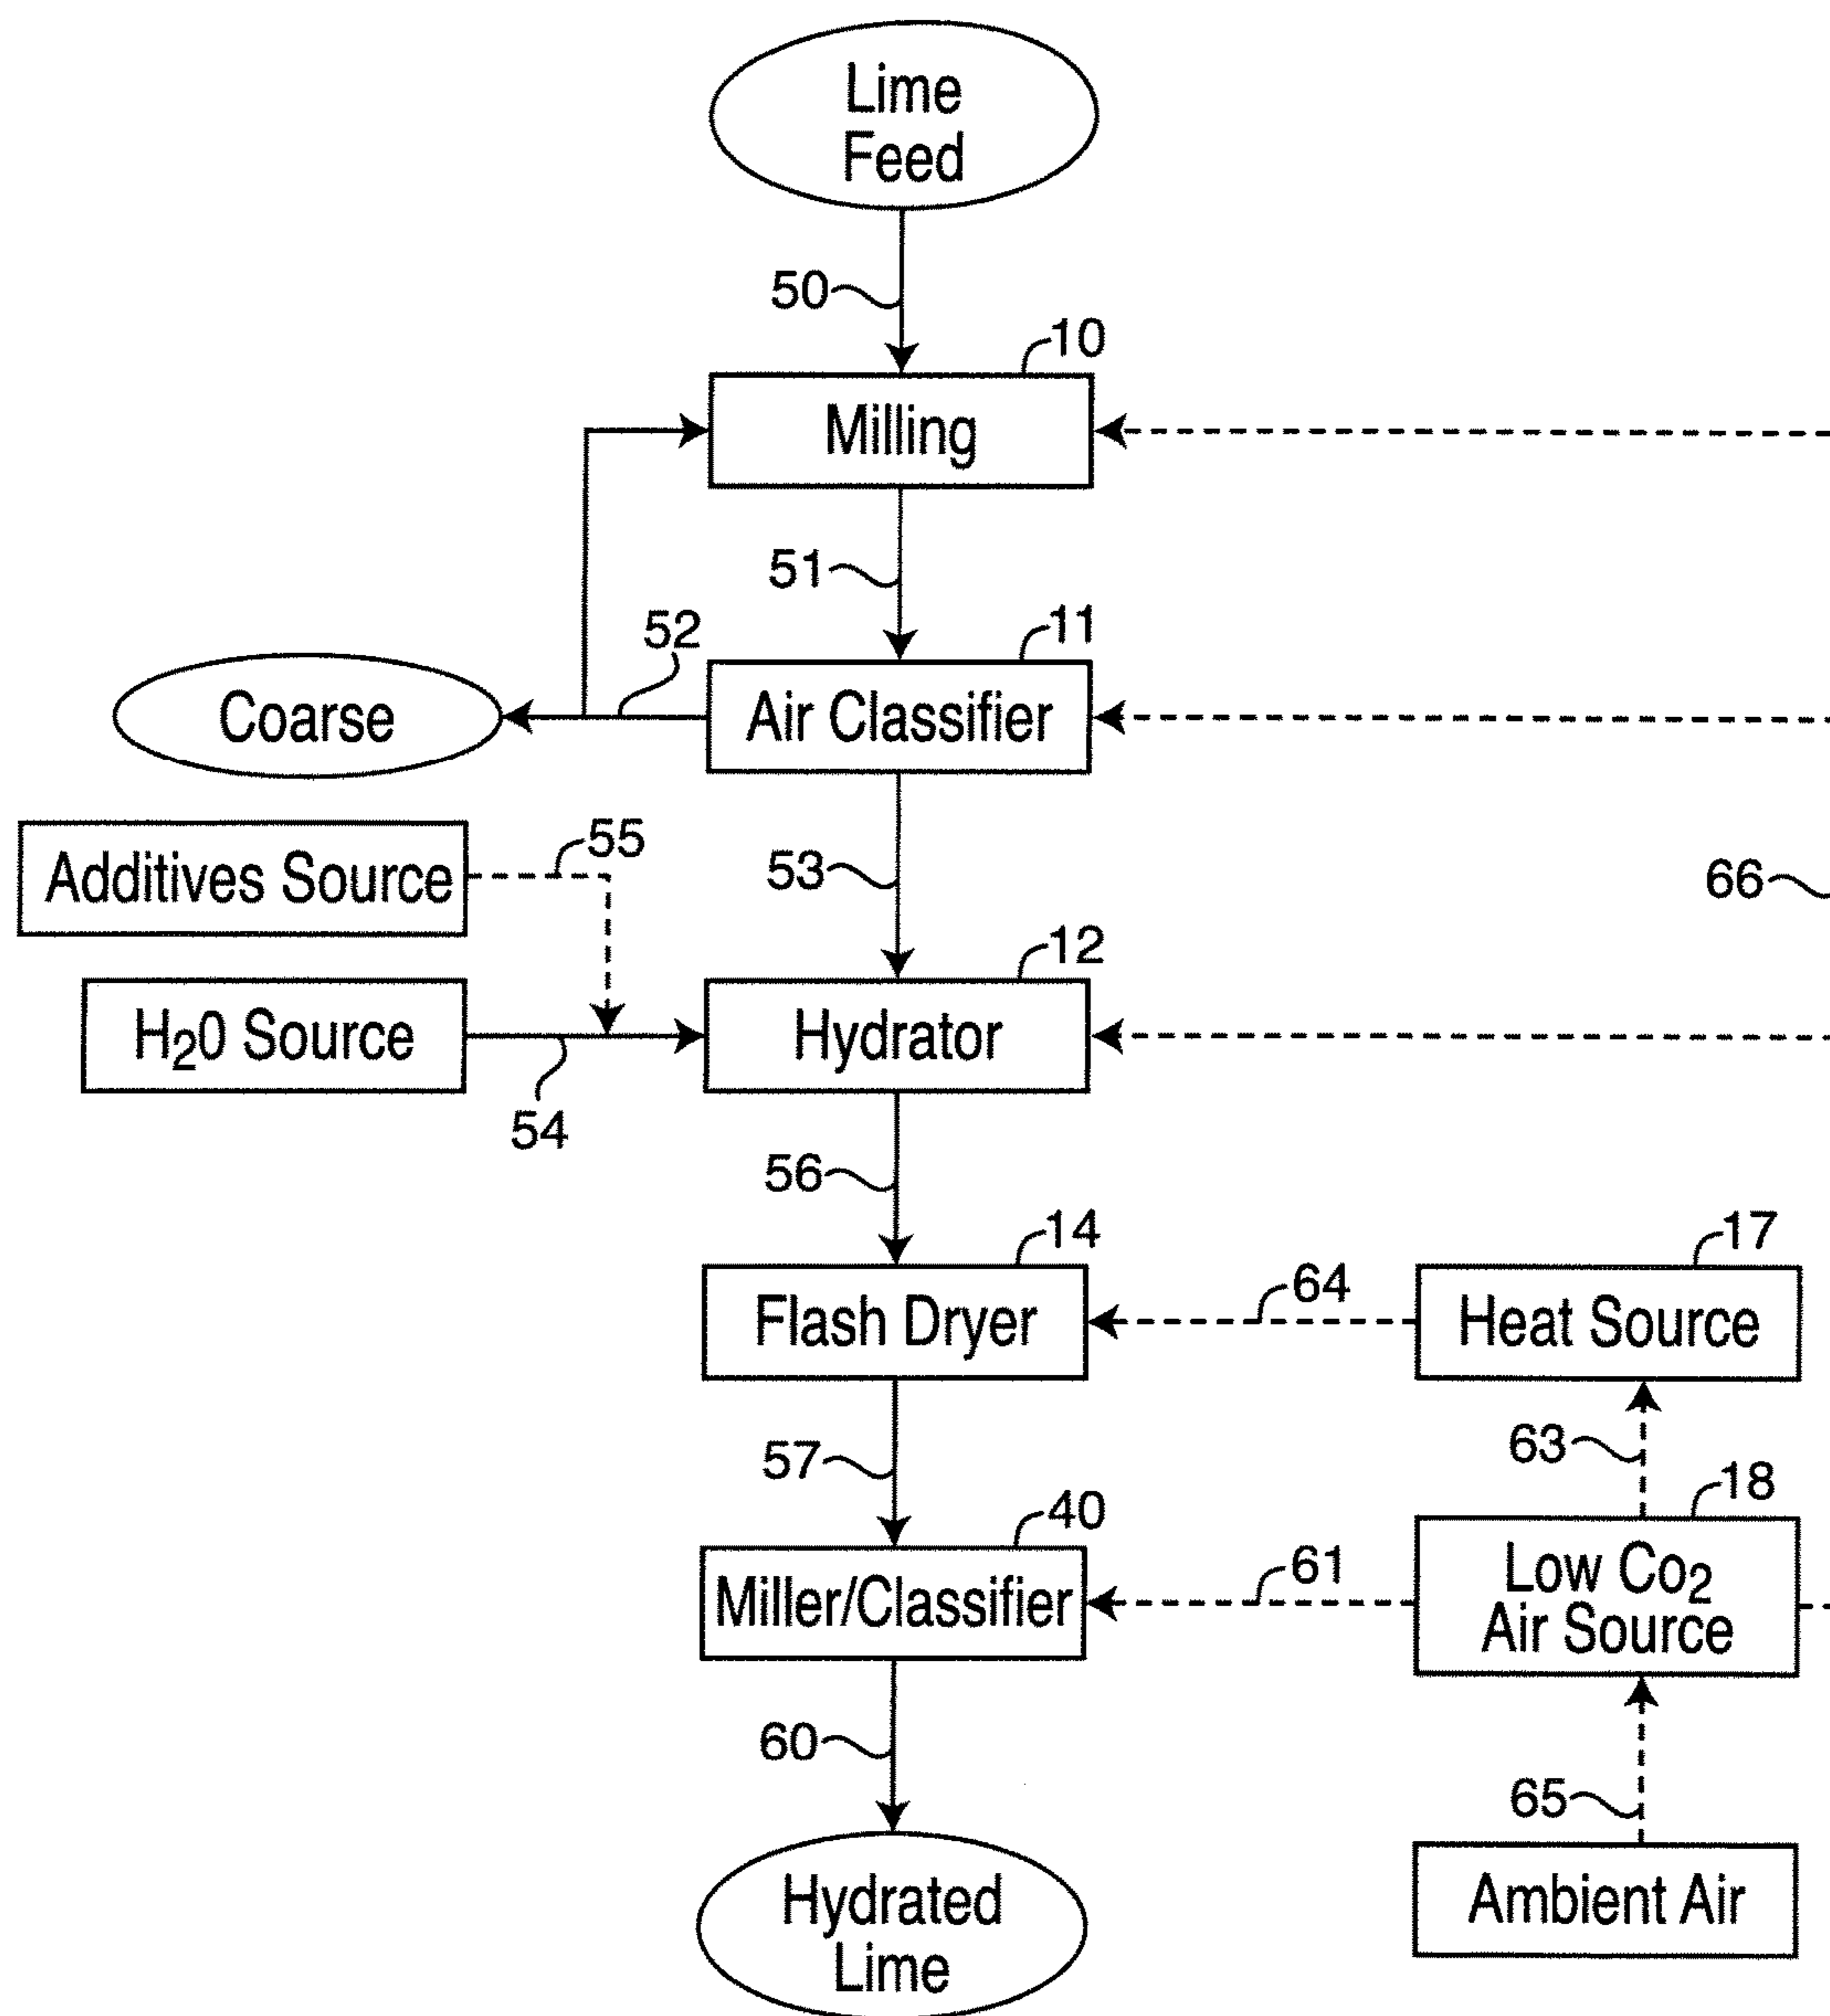 Lime
Feed
50
10
Milling
51
11
52
Coarse
Air Classifier
55
Additives Source
53
66
12
H₂0 Source
Hydrator
54
56
14
17
64
Flash Dryer
Heat Source
57
63
40
18
61
Miller/Classifier
Low Co₂
Air Source
60
65
Hydrated
Lime
Ambient Air